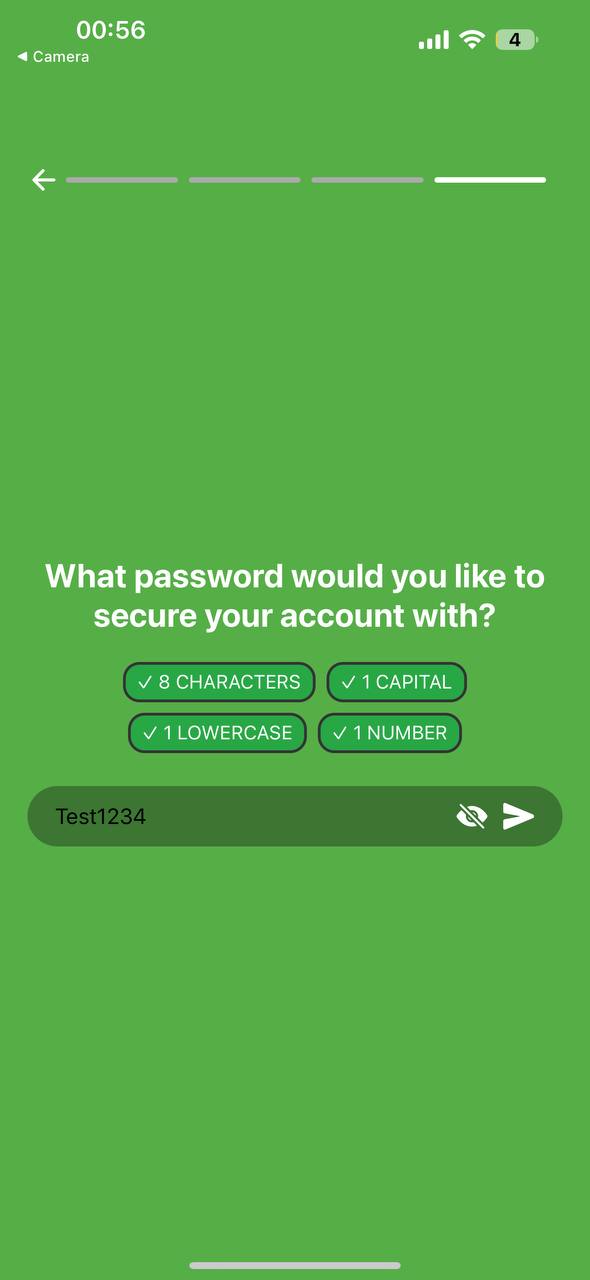 00:56
4
◀ Camera
What password would you like to
secure your account with?
✓ 8 CHARACTERS ✓ 1 CAPITAL
✓ 1 LOWERCASE ✓ 1 NUMBER
Test1234